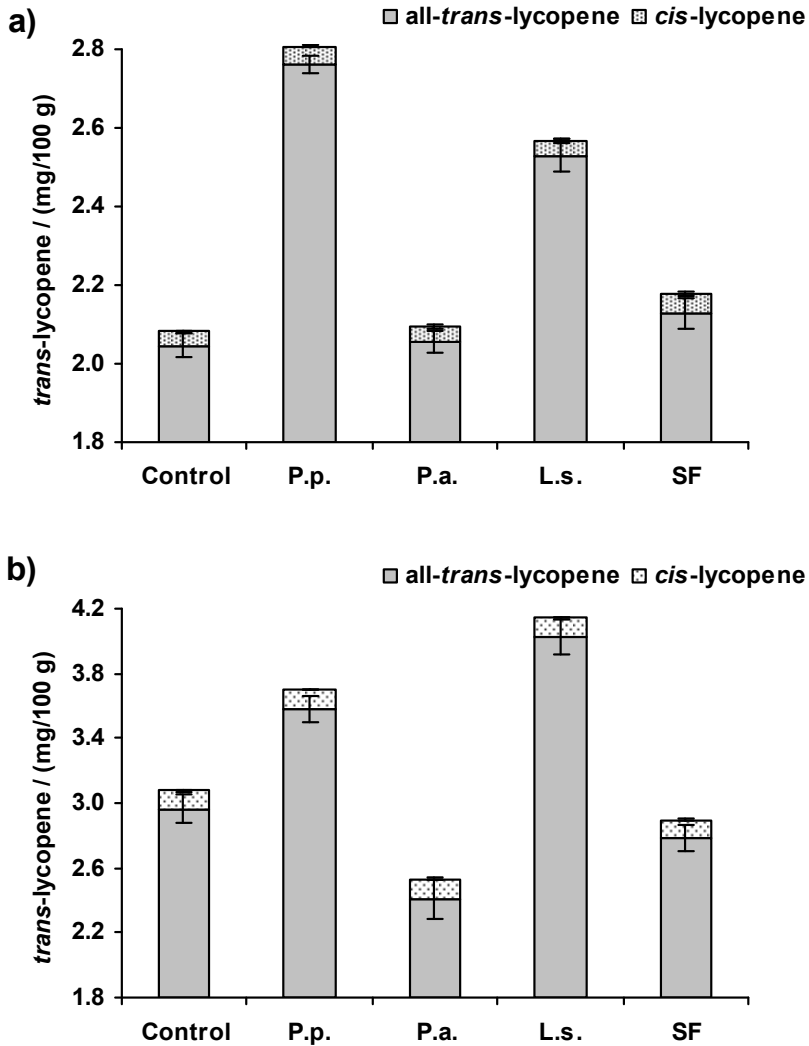 a)
all-trans-lycopene cis-lycopene
trans-lycopene / (mg/100 g)
2.8
2.6
2.4
2.2
2.0
1.8
Control P.p. P.a. L.s. SF
b)
all-trans-lycopene cis-lycopene
trans-lycopene / (mg/100 g)
4.2
3.8
3.4
3.0
2.6
2.2
1.8
Control P.p. P.a. L.s. SF